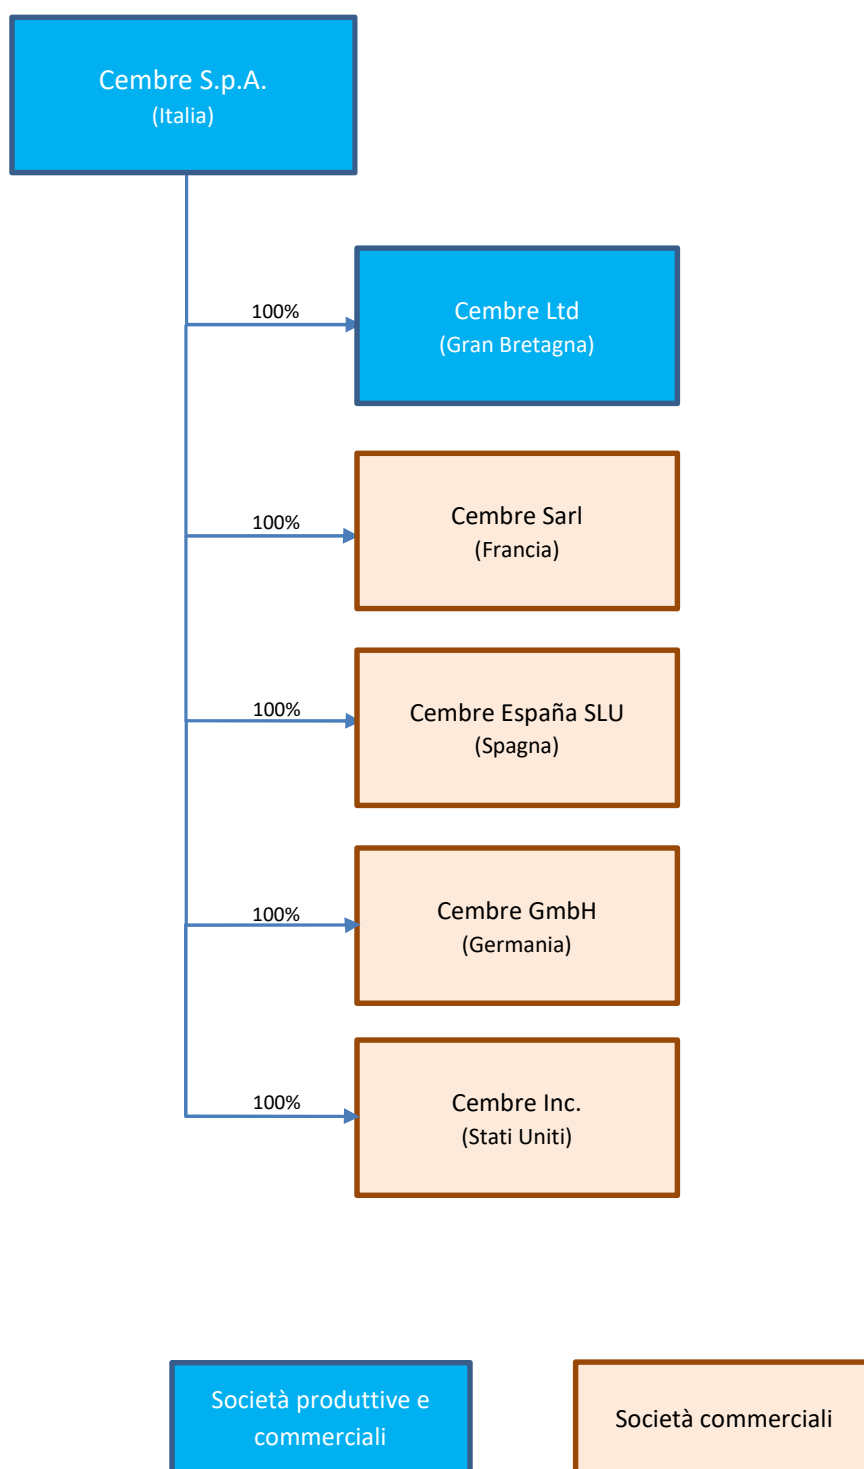 Cembre S.p.A.
(Italia)
100%
Cembre Ltd
(Gran Bretagna)
100%
Cembre Sarl
(Francia)
100%
Cembre España SLU
(Spagna)
100%
Cembre GmbH
(Germania)
100%
Cembre Inc.
(Stati Uniti)
Società produttive e
commerciali
Società commerciali